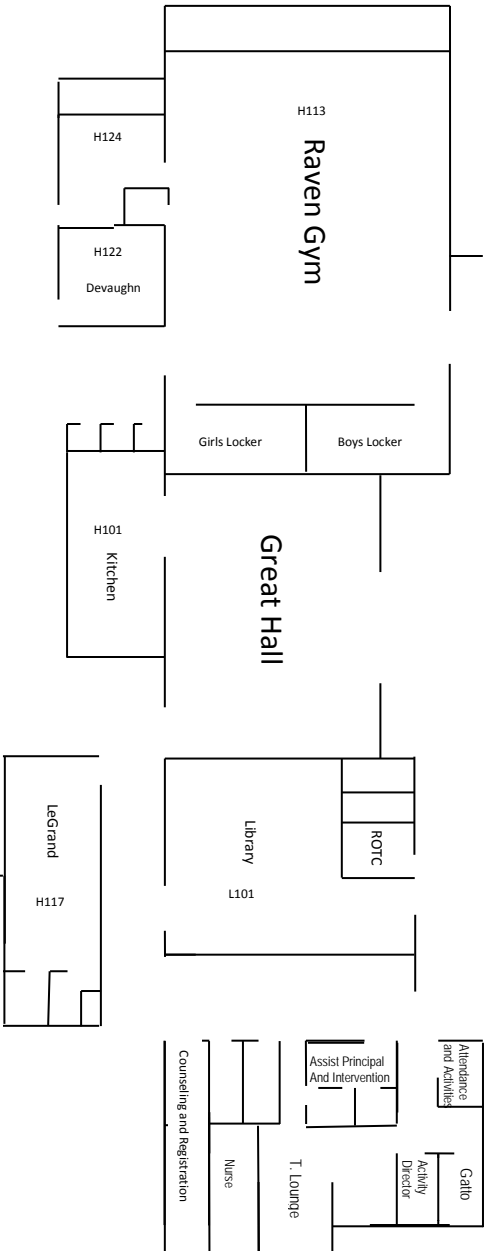 H113
Raven Gym
H124
H122
Devaughn
Girls Locker
Boys Locker
H101
Kitchen
Great Hall
LeGrand
H117
Library
L101
ROTC
Assist Principal
And Intervention
Attendance
and Activities
Counseling and Registration
Nurse
T. Lounge
Activity
Director
Gatto